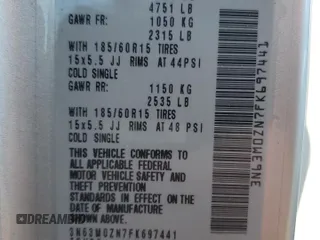 4751 LB
GAWR FR: 1050 KG
2315 LB
WITH 185/60R15 TIRES
15x5.5 JJ RIMS AT 44PSI
COLD SINGLE
GAWR RR: 1150 KG
2535 LB
WITH 185/60R15 TIRES
15x5.5 JJ RIMS AT 48 PSI
COLD SINGLE
THIS VEHICLE CONFORMS TO
ALL APPLICABLE FEDERAL
MOTOR VEHICLE SAFETY AND
THEFT PREVENTION
STANDARDS IN EFFECT ON THE
DATE OF MANUFACTURE
SHOWN ABOVE.
3N63M0ZN7FK697441
3N63M0ZN7FK697441
DREAMERS